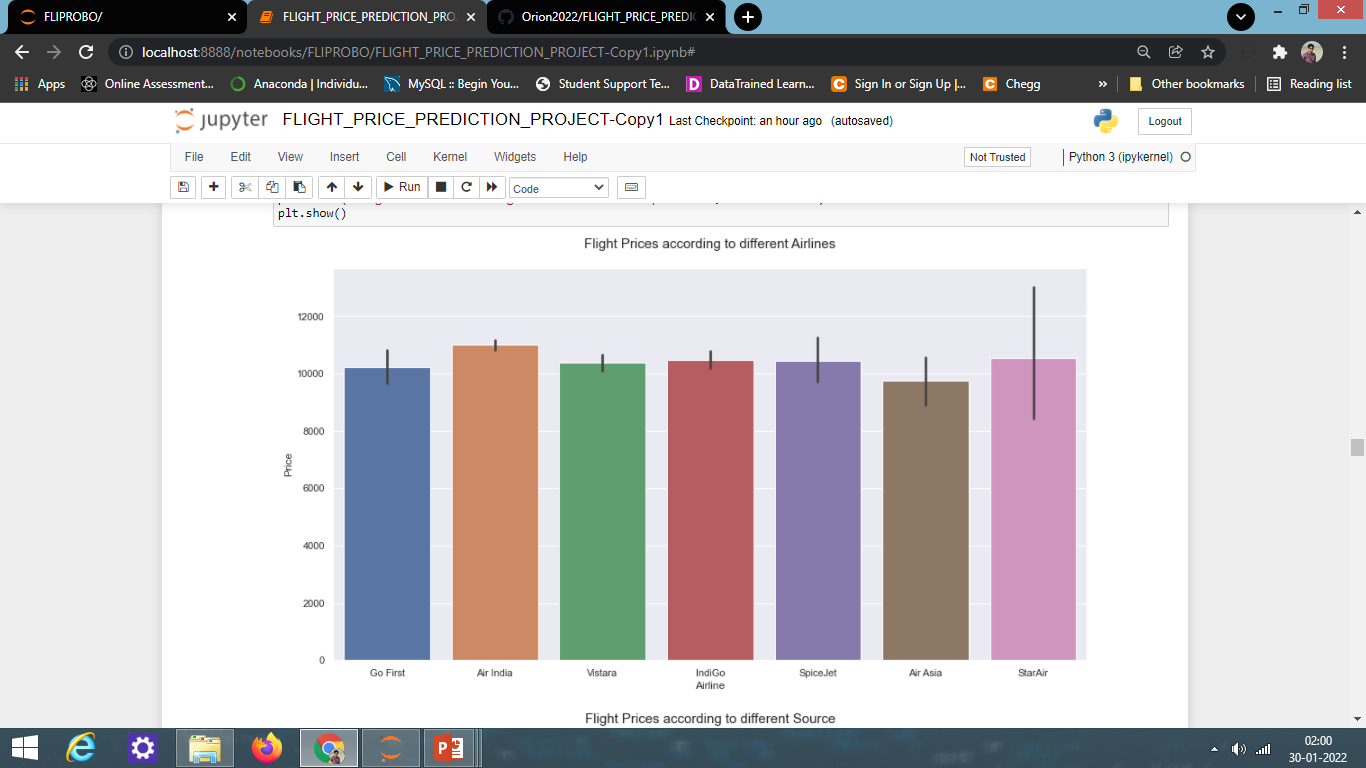 FLIPROBO/
FLIGHT_PRICE_PREDICTION_PRO
Orion2022/FLIGHT_PRICE_PREDIC
localhost:8888/notebooks/FLIPROBO/FLIGHT_PRICE_PREDICTION_PROJECT-Copy1.ipynb#
Apps Online Assessment... Anaconda | Individu... MySQL :: Begin You... Student Support Te... D DataTrained Learn... C Sign In or Sign Up |... C Chegg » Other bookmarks Reading list
jupyter FLIGHT_PRICE_PREDICTION_PROJECT-Copy1 Last Checkpoint: an hour ago (autosaved) Logout
File Edit View Insert Cell Kernel Widgets Help Not Trusted Python 3 (ipykernel)
Run Code
plt.show()
Flight Prices according to different Airlines
12000
10000
8000
6000
4000
2000
0
Price
Go First Air India Vistara IndiGo SpiceJet Air Asia StarAir
Airline
Flight Prices according to different Source
02:00
30-01-2022